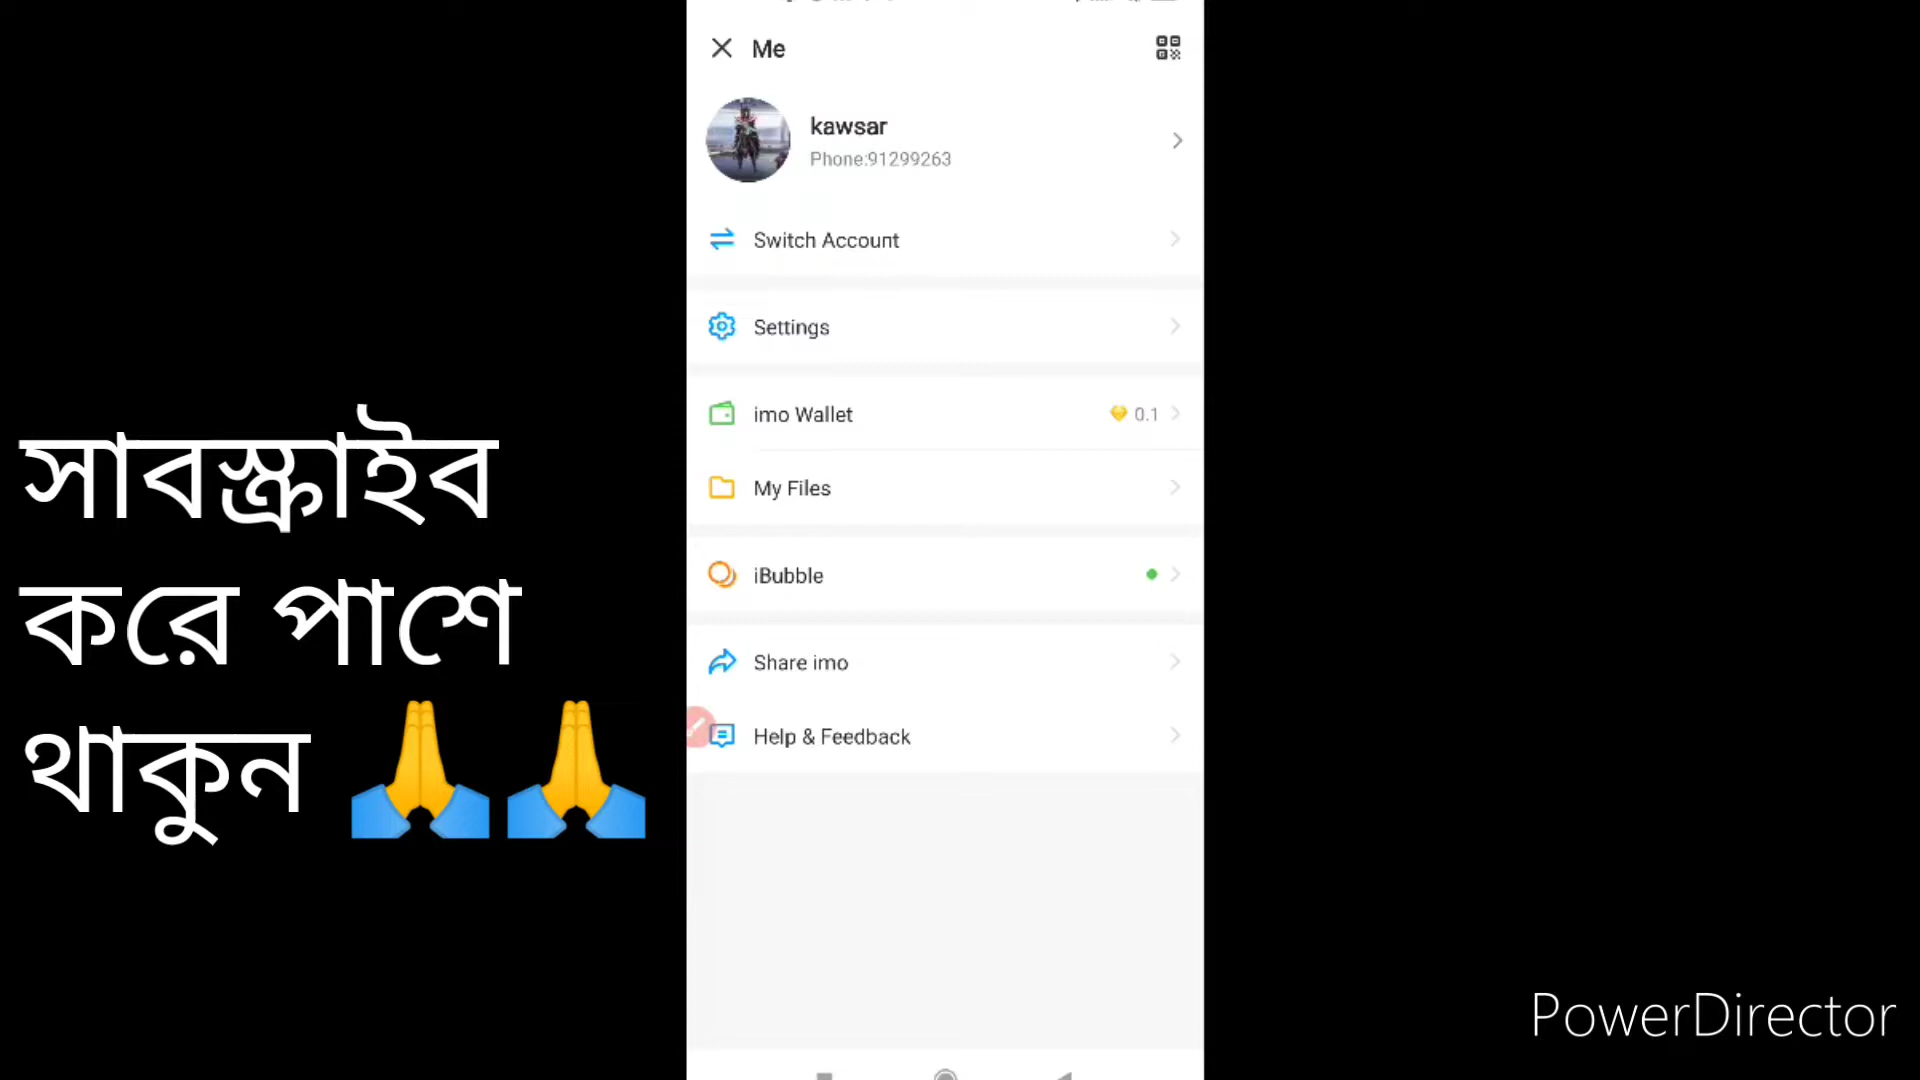 Me
kawsar
Phone:91299263
Switch Account
Settings
imo Wallet 0.1
My Files
iBubble
Share imo
Help & Feedback
সাবস্ক্রাইব
করে পাশে
থাকুন 🙏🙏
PowerDirector